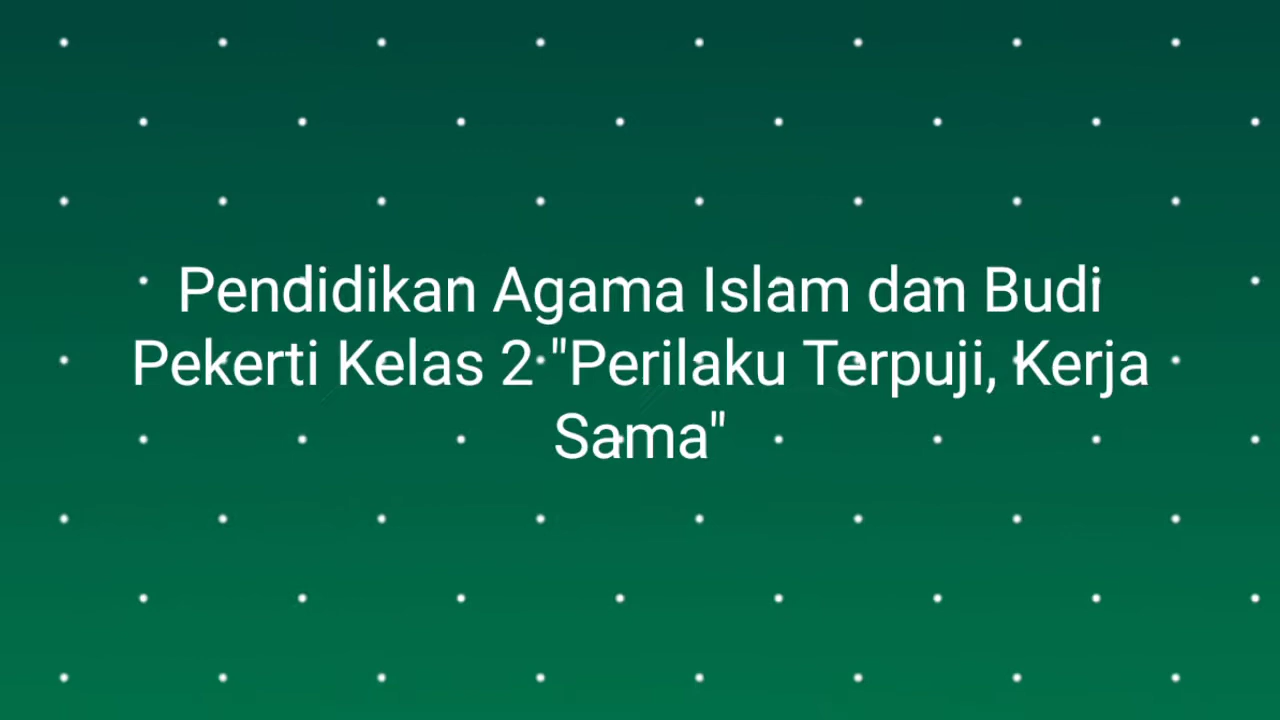 Pendidikan Agama Islam dan Budi
Pekerti Kelas 2 "Perilaku Terpuji, Kerja
Sama"